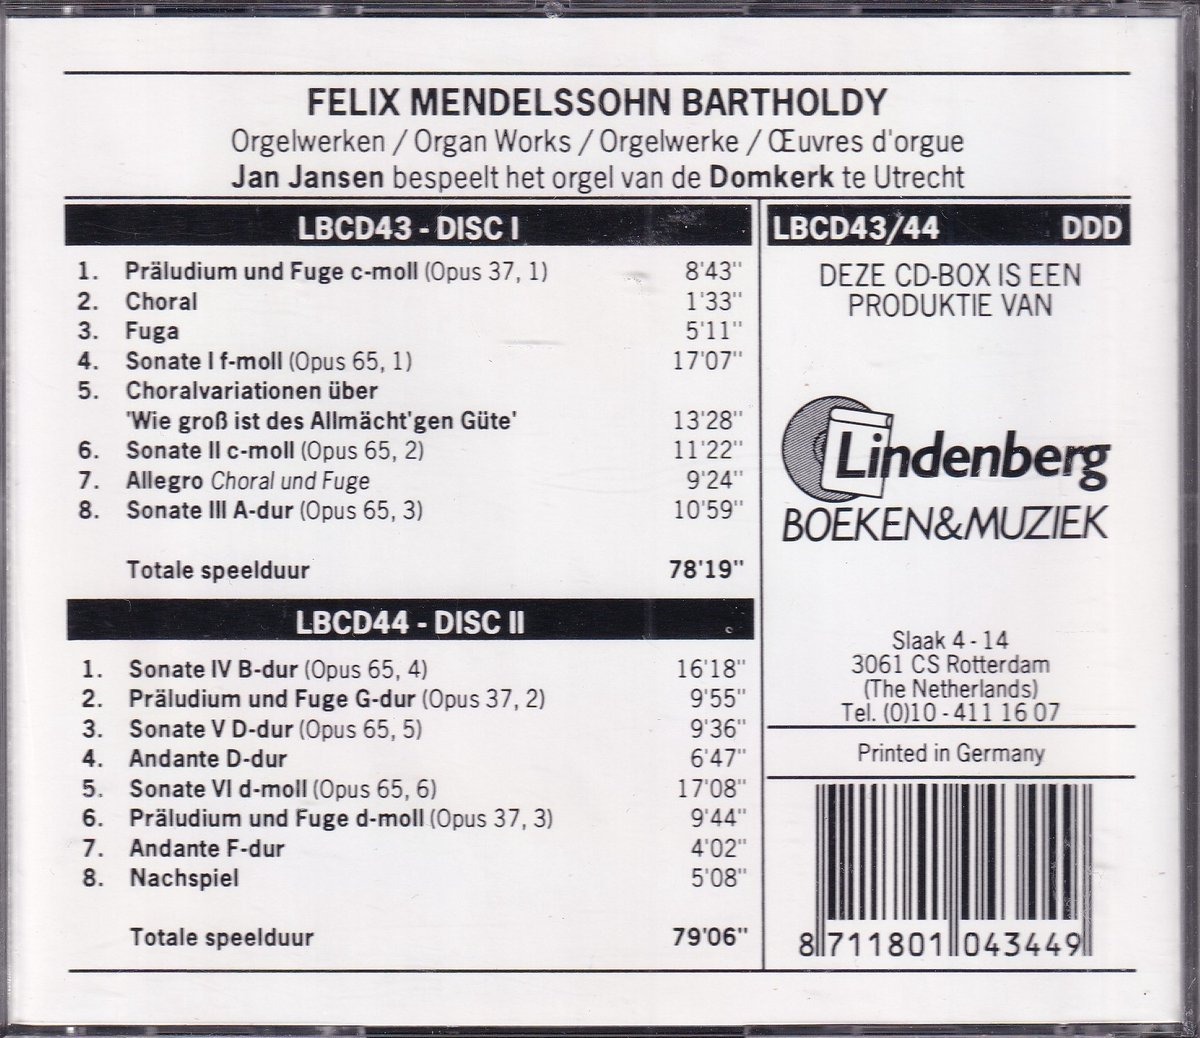 FELIX MENDELSSOHN BARTHOLDY
Orgelwerken / Organ Works / Orgelwerke / Œuvres d'orgue
Jan Jansen bespeelt het orgel van de Domkerk te Utrecht
LBCD43 - DISC I
1. Präludium und Fuge c-moll (Opus 37, 1) 8'43"
2. Choral 1'33"
3. Fuga 5'11"
4. Sonate I f-moll (Opus 65, 1) 17'07"
5. Choralvariationen über
'Wie groß ist des Allmächt'gen Güte' 13'28"
6. Sonate II c-moll (Opus 65, 2) 11'22"
7. Allegro Choral und Fuge 9'24"
8. Sonate III A-dur (Opus 65, 3) 10'59"
Totale speelduur 78'19"
LBCD44 - DISC II
1. Sonate IV B-dur (Opus 65, 4) 16'18"
2. Präludium und Fuge G-dur (Opus 37, 2) 9'55"
3. Sonate V D-dur (Opus 65, 5) 9'36"
4. Andante D-dur 6'47"
5. Sonate VI d-moll (Opus 65, 6) 17'08"
6. Präludium und Fuge d-moll (Opus 37, 3) 9'44"
7. Andante F-dur 4'02"
8. Nachspiel 5'08"
Totale speelduur 79'06"
LBCD43/44 DDD
DEZE CD-BOX IS EEN
PRODUKTIE VAN
Lindenberg
BOEKEN&MUZIEK
Slaak 4 - 14
3061 CS Rotterdam
(The Netherlands)
Tel. (0)10 - 411 16 07
Printed in Germany
8 711801 043449